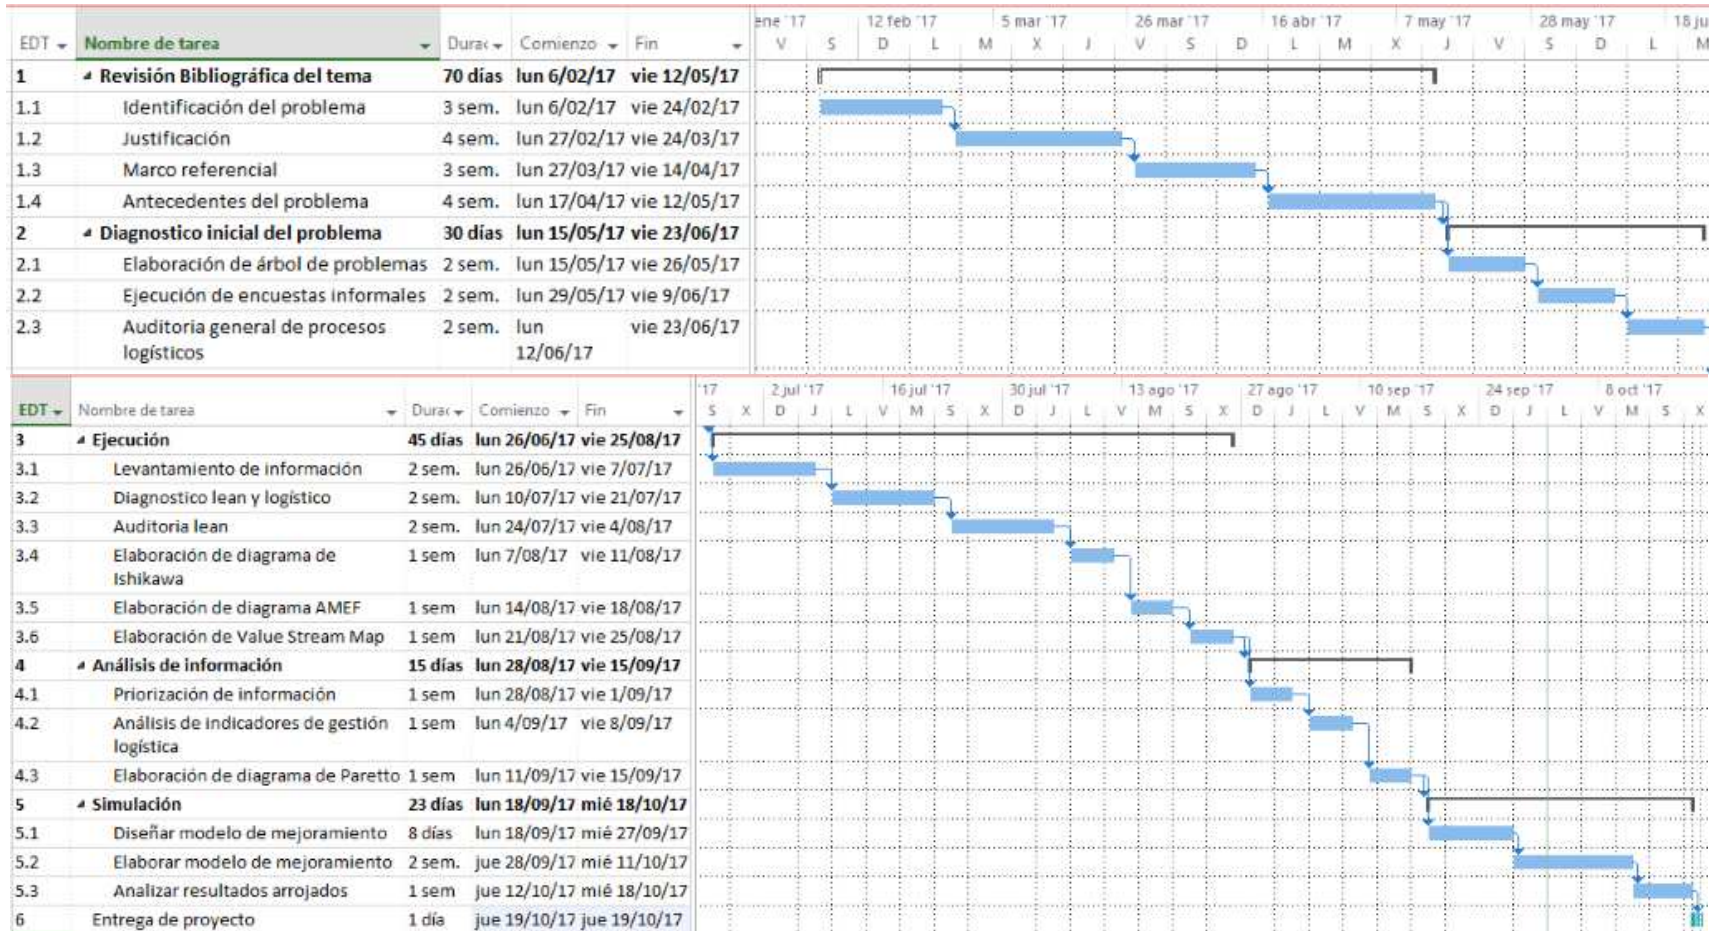 ene '17 12 feb '17 5 mar '17 26 mar '17 16 abr '17 7 may '17 28 may '17 18 ju
EDT Nombre de tarea Durac Comienzo Fin V S D L M X J V S D L M X J V S D L M
1 Revisión Bibliográfica del tema 70 días lun 6/02/17 vie 12/05/17
1.1 Identificación del problema 3 sem. lun 6/02/17 vie 24/02/17
1.2 Justificación 4 sem. lun 27/02/17 vie 24/03/17
1.3 Marco referencial 3 sem. lun 27/03/17 vie 14/04/17
1.4 Antecedentes del problema 4 sem. lun 17/04/17 vie 12/05/17
2 Diagnostico inicial del problema 30 días lun 15/05/17 vie 23/06/17
2.1 Elaboración de árbol de problemas 2 sem. lun 15/05/17 vie 26/05/17
2.2 Ejecución de encuestas informales 2 sem. lun 29/05/17 vie 9/06/17
2.3 Auditoria general de procesos 2 sem. lun vie 23/06/17
logísticos 12/06/17
'17 2 jul '17 16 jul '17 30 jul '17 13 ago '17 27 ago '17 10 sep '17 24 sep '17 8 oct '17
EDT Nombre de tarea Durac Comienzo Fin S X D J L V M S X D J L V M S X D J L V M S X D J L V M S X
3 Ejecución 45 días lun 26/06/17 vie 25/08/17
3.1 Levantamiento de información 2 sem. lun 26/06/17 vie 7/07/17
3.2 Diagnostico lean y logístico 2 sem. lun 10/07/17 vie 21/07/17
3.3 Auditoria lean 2 sem. lun 24/07/17 vie 4/08/17
3.4 Elaboración de diagrama de 1 sem lun 7/08/17 vie 11/08/17
Ishikawa
3.5 Elaboración de diagrama AMEF 1 sem lun 14/08/17 vie 18/08/17
3.6 Elaboración de Value Stream Map 1 sem lun 21/08/17 vie 25/08/17
4 Análisis de información 15 días lun 28/08/17 vie 15/09/17
4.1 Priorización de información 1 sem lun 28/08/17 vie 1/09/17
4.2 Análisis de indicadores de gestión 1 sem lun 4/09/17 vie 8/09/17
logística
4.3 Elaboración de diagrama de Paretto 1 sem lun 11/09/17 vie 15/09/17
5 Simulación 23 días lun 18/09/17 mié 18/10/17
5.1 Diseñar modelo de mejoramiento 8 días lun 18/09/17 mié 27/09/17
5.2 Elaborar modelo de mejoramiento 2 sem. jue 28/09/17 mié 11/10/17
5.3 Analizar resultados arrojados 1 sem jue 12/10/17 mié 18/10/17
6 Entrega de proyecto 1 día jue 19/10/17 jue 19/10/17